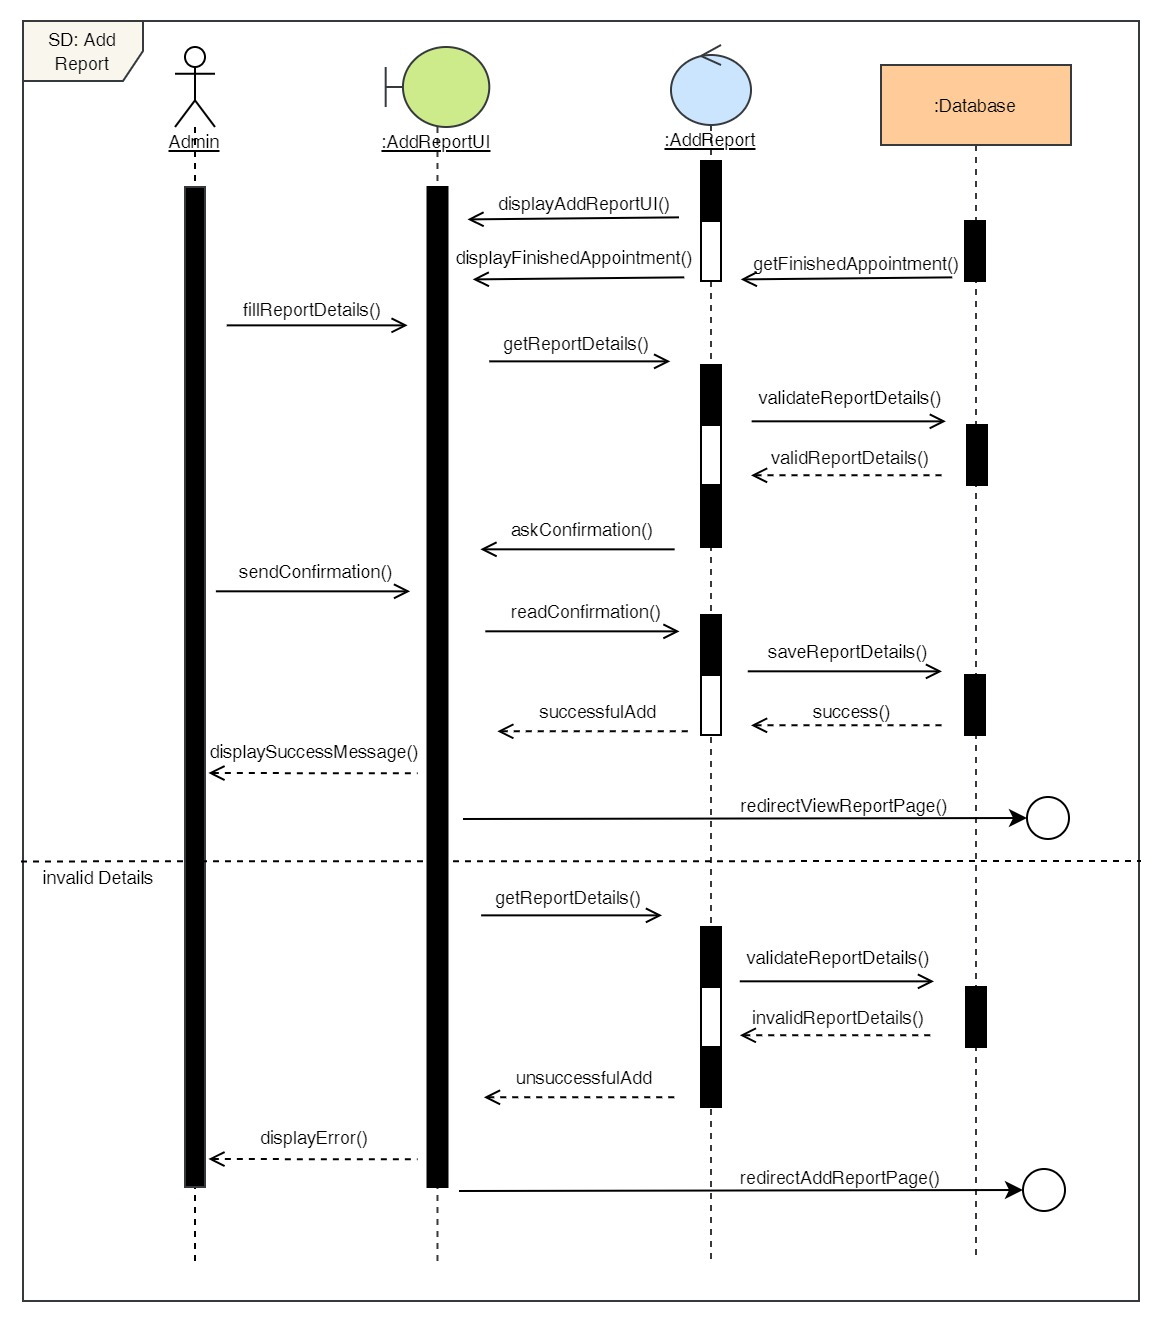 SD: Add
Report
Admin
:AddReportUI
:AddReport
:Database
displayAddReportUI()
displayFinishedAppointment()
getFinishedAppointment()
fillReportDetails()
getReportDetails()
validateReportDetails()
validReportDetails()
askConfirmation()
sendConfirmation()
readConfirmation()
saveReportDetails()
successfulAdd
success()
displaySuccessMessage()
redirectViewReportPage()
invalid Details
getReportDetails()
validateReportDetails()
invalidReportDetails()
unsuccessfulAdd
displayError()
redirectAddReportPage()